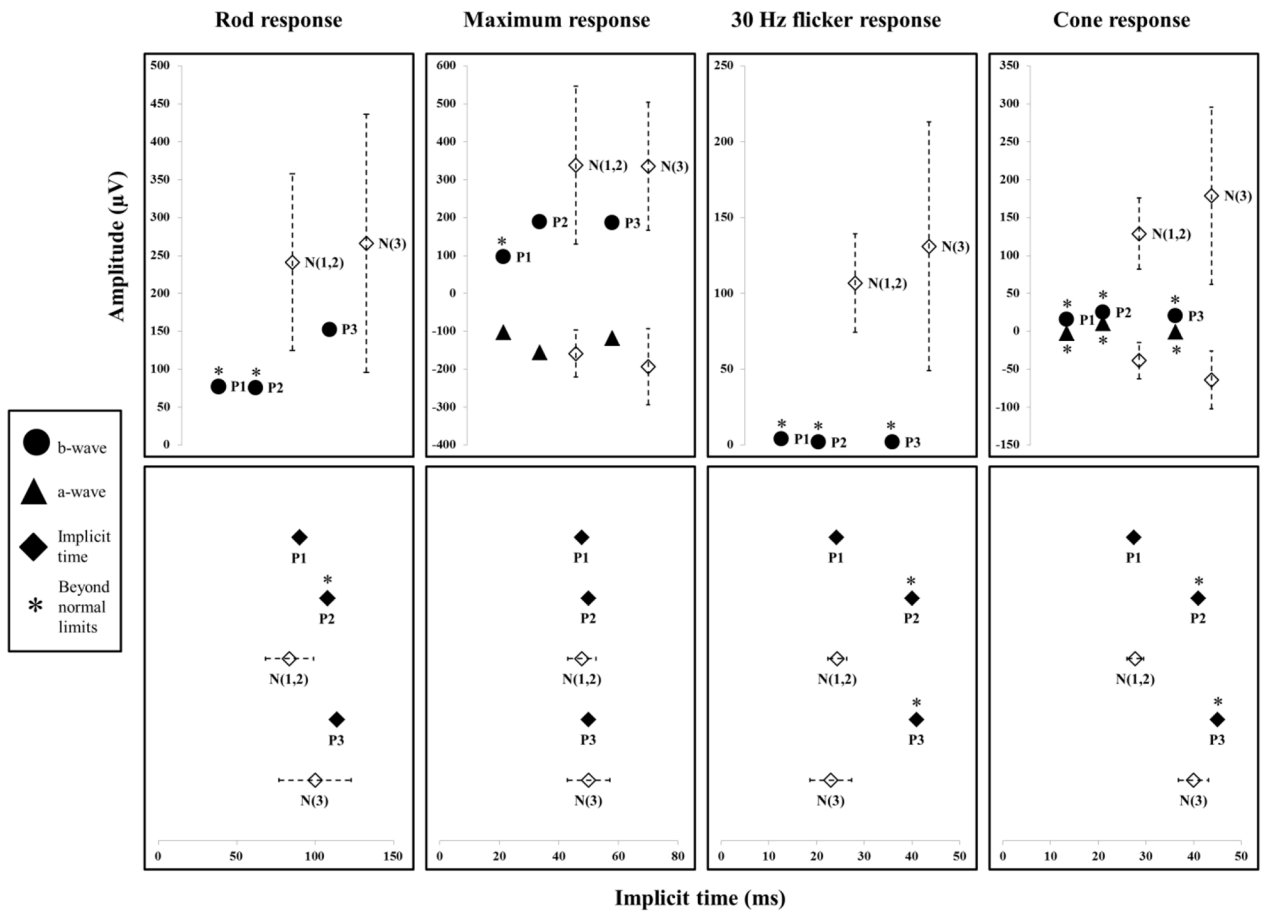 Rod response
Maximum response
30 Hz flicker response
Cone response
Amplitude (µV)
500
450
400
350
300
250
200
150
100
50
0
N(3)
N(1,2)
P3
*
*
P1
P2
600
500
400
300
200
100
0
-100
-200
-300
-400
N(1,2)
N(3)
P2
P3
*
P1
250
200
150
100
50
0
N(3)
N(1,2)
*
*
*
P1
P2
P3
350
300
250
200
150
100
50
0
-50
-100
-150
N(3)
N(1,2)
*
*
*
P1
P2
P3
*
*
*
b-wave
a-wave
Implicit
time
* Beyond
normal
limits
P1
*
P2
N(1,2)
P3
N(3)
0 50 100 150
P1
P2
N(1,2)
P3
N(3)
0 20 40 60 80
P1
*
P2
N(1,2)
*
P3
N(3)
0 10 20 30 40 50
P1
*
P2
N(1,2)
*
P3
N(3)
0 10 20 30 40 50
Implicit time (ms)